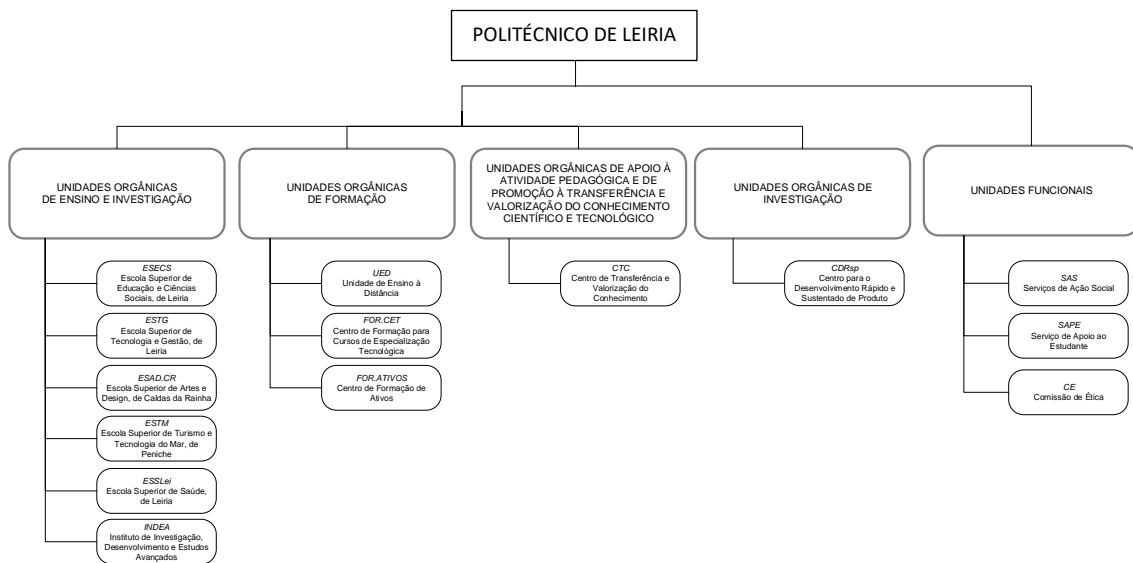 POLITÉCNICO DE LEIRIA
UNIDADES ORGÂNICAS
DE ENSINO E INVESTIGAÇÃO
ESECS
Escola Superior de
Educação e Ciências
Sociais, de Leiria
ESTG
Escola Superior de
Tecnologia e Gestão, de
Leiria
ESAD.CR
Escola Superior de Artes e
Design, de Caldas da Rainha
ESTM
Escola Superior de Turismo e
Tecnologia do Mar, de
Peniche
ESSLei
Escola Superior de Saúde,
de Leiria
INDEA
Instituto de Investigação,
Desenvolvimento e Estudos
Avançados
UNIDADES ORGÂNICAS
DE FORMAÇÃO
UED
Unidade de Ensino à
Distância
FOR.CET
Centro de Formação para
Cursos de Especialização
Tecnológica
FOR.ATIVOS
Centro de Formação de
Ativos
UNIDADES ORGÂNICAS DE APOIO À
ATIVIDADE PEDAGÓGICA E DE
PROMOÇÃO À TRANSFERÊNCIA E
VALORIZAÇÃO DO CONHECIMENTO
CIENTÍFICO E TECNOLÓGICO
CTC
Centro de Transferência e
Valorização do
Conhecimento
UNIDADES ORGÂNICAS DE
INVESTIGAÇÃO
CDRsp
Centro para o
Desenvolvimento Rápido e
Sustentado de Produto
UNIDADES FUNCIONAIS
SAS
Serviços de Ação Social
SAPE
Serviço de Apoio ao
Estudante
CE
Comissão de Ética